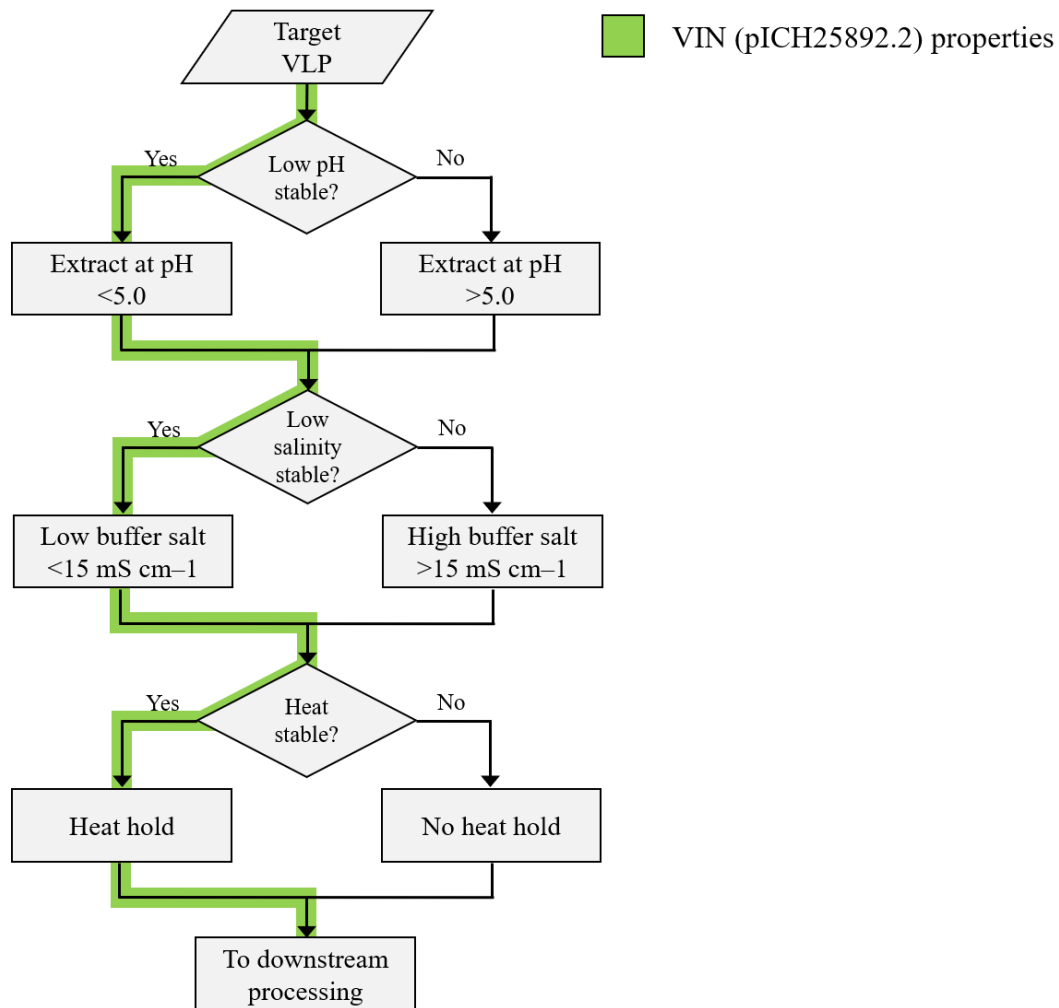 Target
VLP
VIN (pICH25892.2) properties
Yes
Low pH
stable?
No
Extract at pH
<5.0
Extract at pH
>5.0
Yes
Low
salinity
stable?
No
Low buffer salt
<15 mS cm–1
High buffer salt
>15 mS cm–1
Yes
Heat
stable?
No
Heat hold
No heat hold
To downstream
processing